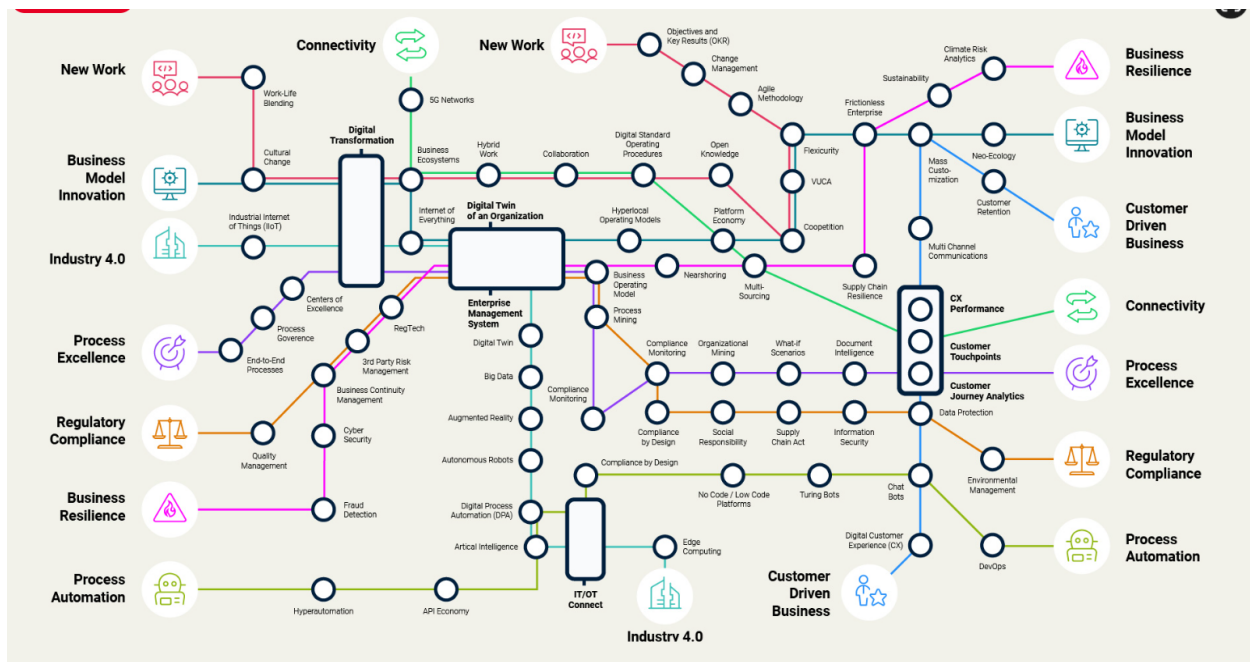 Connectivity
New Work
Objectives and
Key Results (OKR)
Climate Risk
Analytics
Business
Resilience
New Work
Change
Management
Sustainability
Work-Life
Blending
5G Networks
Agile
Methodology
Frictionless
Enterprise
Business
Model
Innovation
Digital
Transformation
Business
Model
Innovation
Cultural
Change
Business
Ecosystems
Hybrid
Work
Collaboration
Digital Standard
Operating
Procedures
Open
Knowledge
Flexicurity
Mass
Custo-
mization
Neo-Ecology
VUCA
Customer
Retention
Customer
Driven
Business
Industrial Internet
of Things (IIoT)
Internet of
Everything
Digital Twin
of an Organization
Hyperlocal
Operating Models
Platform
Economy
Coopetition
Industry 4.0
Multi Channel
Communications
Business
Operating
Model
Nearshoring
Multi-
Sourcing
Supply Chain
Resilience
Centers of
Excellence
RegTech
Enterprise
Management
System
Process
Mining
CX
Performance
Connectivity
Process
Excellence
Process
Goverence
End-to-End
Processes
3rd Party Risk
Management
Digital Twin
Compliance
Monitoring
Organizational
Mining
What-if
Scenarios
Document
Intelligence
Customer
Touchpoints
Process
Excellence
Business Continuity
Management
Big Data
Compliance
Monitoring
Customer
Journey Analytics
Regulatory
Compliance
Quality
Management
Cyber
Security
Augmented Reality
Compliance
by Design
Social
Responsibility
Supply
Chain Act
Information
Security
Data Protection
Autonomous Robots
Compliance by Design
Regulatory
Compliance
Business
Resilience
Fraud
Detection
Digital Process
Automation (DPA)
No Code / Low Code
Platforms
Turing Bots
Chat
Bots
Environmental
Management
Artical Intelligence
Edge
Computing
Digital Customer
Experience (CX)
DevOps
Process
Automation
Process
Automation
Hyperautomation
API Economy
IT/OT
Connect
Customer
Driven
Business
Industry 4.0